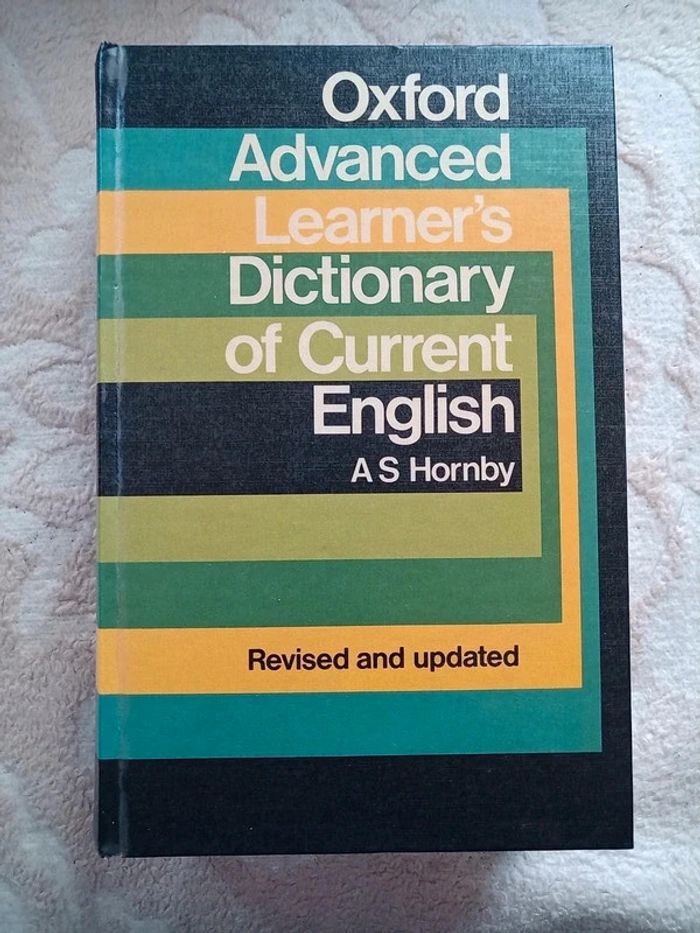 Oxford
Advanced
Learner's
Dictionary
of Current
English
A S Hornby
Revised and updated